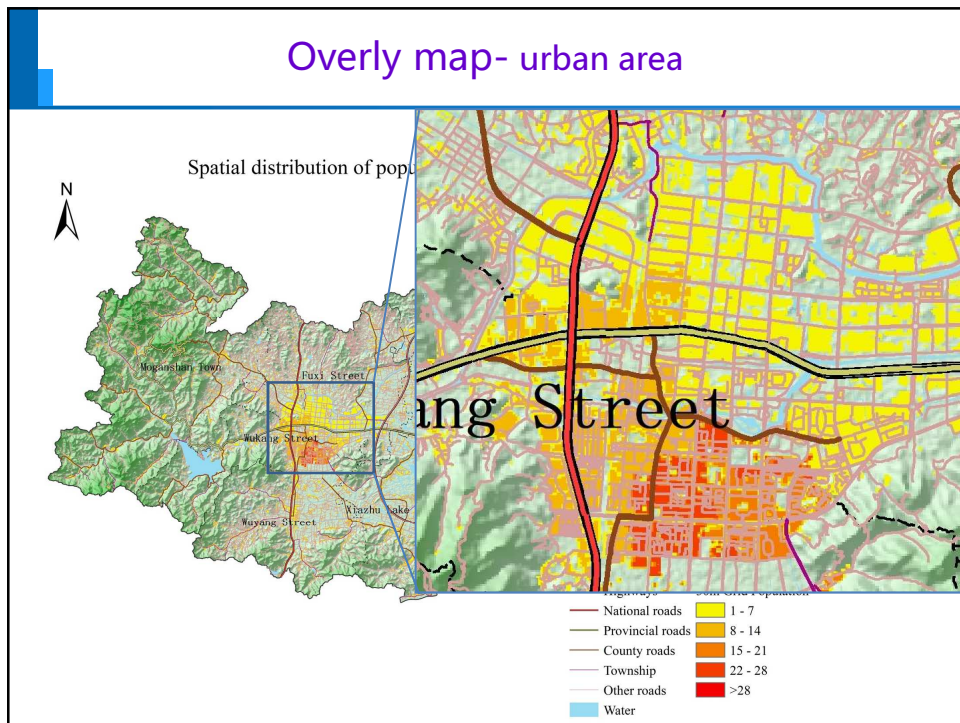 Overly map- urban area
Spatial distribution of popu
N
Moganshan Town
Fuxi Street
Wukang Street
Wuyang Street
Xiazhu Lake
ang Street
National roads
Provincial roads
County roads
Township
Other roads
Water
Grid Population
1 - 7
8 - 14
15 - 21
22 - 28
>28